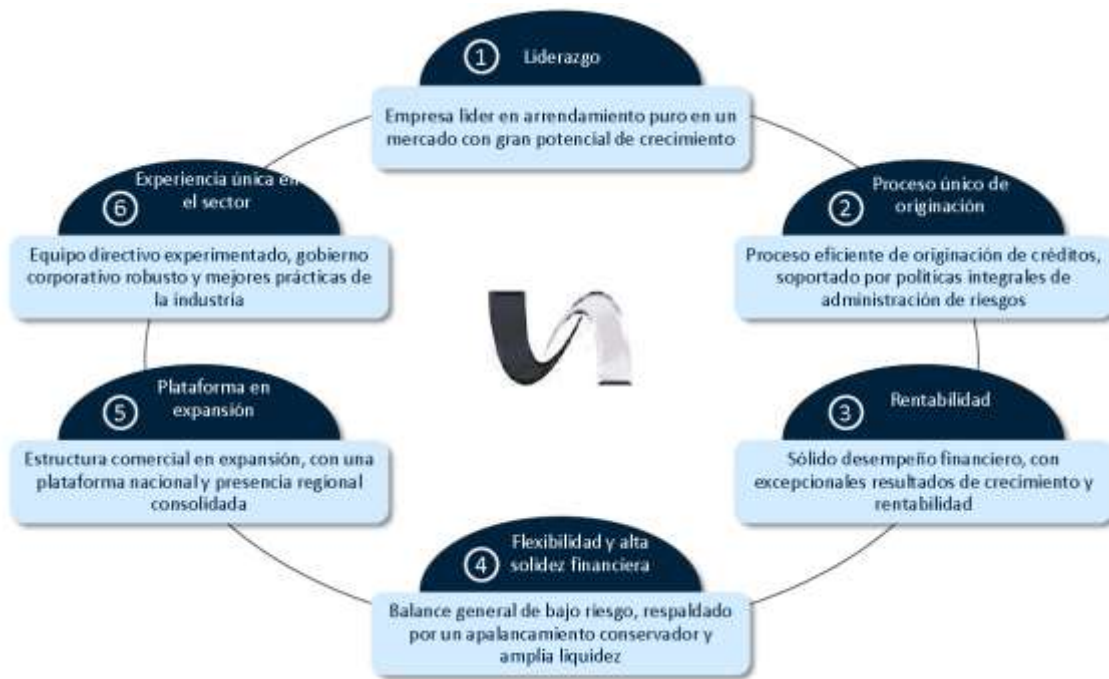 1
Liderazgo
Empresa líder en arrendamiento puro en un
mercado con gran potencial de crecimiento
2
Proceso único de
originación
Proceso eficiente de originación de créditos,
soportado por políticas integrales de
administración de riesgos
3
Rentabilidad
Sólido desempeño financiero, con
excepcionales resultados de crecimiento y
rentabilidad
4
Flexibilidad y alta
solidez financiera
Balance general de bajo riesgo, respaldado
por un apalancamiento conservador y
amplia liquidez
5
Plataforma en
expansión
Estructura comercial en expansión, con una
plataforma nacional y presencia regional
consolidada
6
Experiencia única en
el sector
Equipo directivo experimentado, gobierno
corporativo robusto y mejores prácticas de
la industria